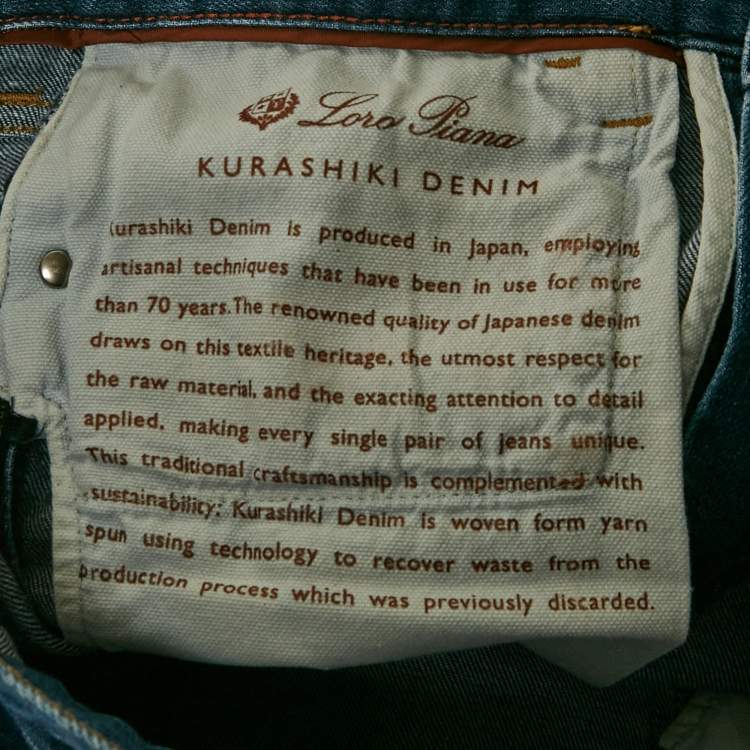 Loro Piana
KURASHIKI DENIM
Kurashiki Denim is produced in Japan, employing
artisanal techniques that have been in use for more
than 70 years. The renowned quality of Japanese denim
draws on this textile heritage, the utmost respect for
the raw material, and the exacting attention to detail
applied, making every single pair of jeans unique.
This traditional craftsmanship is complemented with
sustainability: Kurashiki Denim is woven form yarn
spun using technology to recover waste from the
production process which was previously discarded.